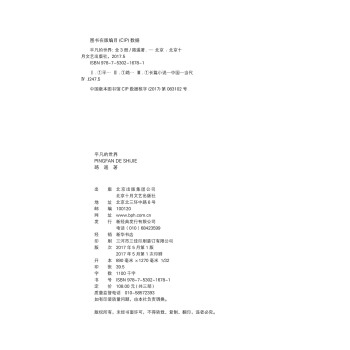 图书在版编目(CIP)数据
平凡的世界:全3册/路遥著. — 北京:北京十
月文艺出版社,2017.5
ISBN 978-7-5302-1678-1
Ⅰ.①平… Ⅱ.①路… Ⅲ.①长篇小说—中国—当代
Ⅳ. I247.5
中国版本图书馆CIP数据核字(2017)第083102号
平凡的世界
PINGFAN DE SHIJIE
路 遥 著
出 版 北京出版集团公司
北京十月文艺出版社
地 址 北京北三环中路6号
邮 编 100120
网 址 www.bph.com.cn
发 行 新经典发行有限公司
电话(010)68423599
经 销 新华书店
印 刷 三河市三佳印刷装订有限公司
版 次 2017年5月第1版
2017年5月第1次印刷
开 本 890毫米×1270毫米 1/32
印 张 39.5
字 数 1100千字
书 号 ISBN 978-7-5302-1678-1
定 价 108.00元(共三册)
质量监督电话 010-58572393
如有印装质量问题,由本社负责调换。
版权所有,未经书面许可,不得转载、复制、翻印,违者必究。